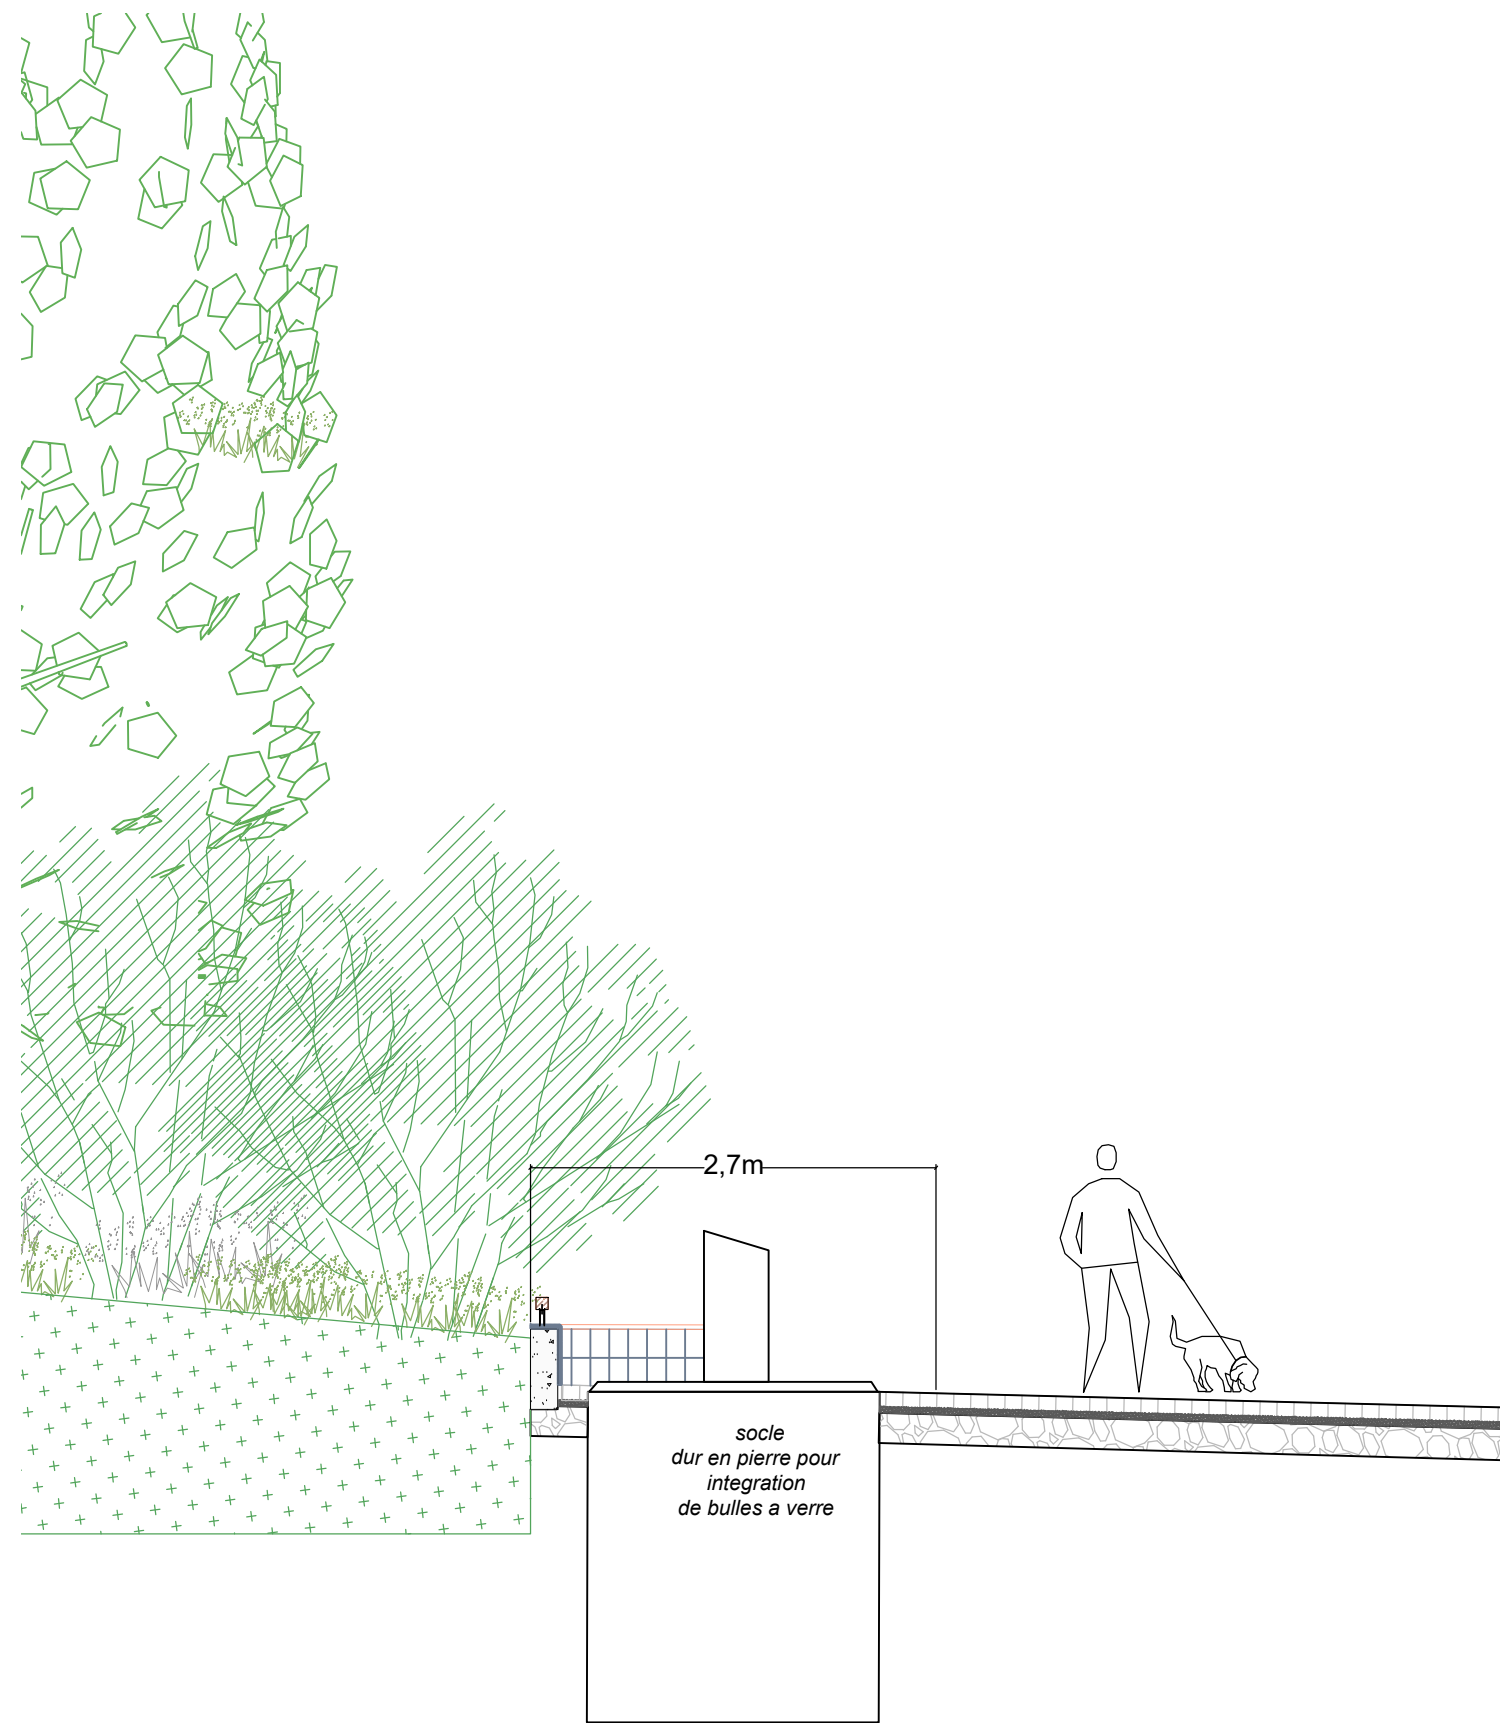 2,7m
socle
dur en pierre pour
integration
de bulles a verre